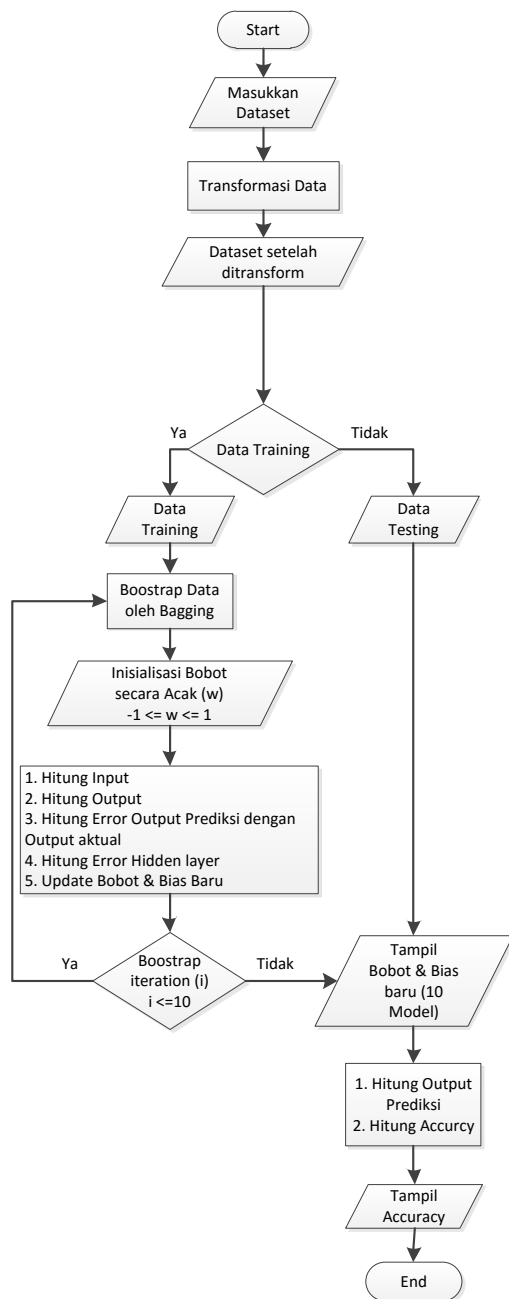 Start
Masukkan
Dataset
Transformasi Data
Dataset setelah
ditransform
Ya
Tidak
Data Training
Data
Training
Data
Testing
Boostrap Data
oleh Bagging
Inisialisasi Bobot
secara Acak (w)
-1 <= w <= 1
1. Hitung Input
2. Hitung Output
3. Hitung Error Output Prediksi dengan
Output aktual
4. Hitung Error Hidden layer
5. Update Bobot & Bias Baru
Ya
Boostrap
iteration (i)
i <=10
Tidak
Tampil
Bobot & Bias
baru (10
Model)
1. Hitung Output
Prediksi
2. Hitung Accurcy
Tampil
Accuracy
End